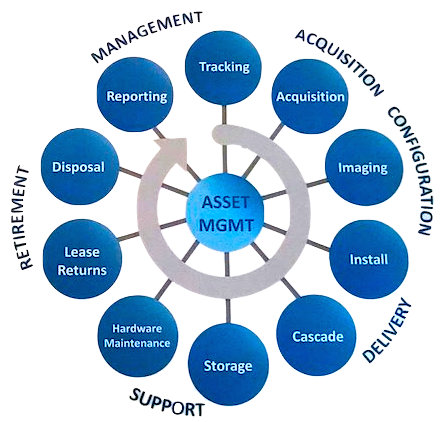 MANAGEMENT
ACQUISITION
CONFIGURATION
DELIVERY
SUPPORT
RETIREMENT
Tracking
Acquisition
Imaging
Install
Cascade
Storage
Hardware
Maintenance
Lease
Returns
Disposal
Reporting
ASSET
MGMT